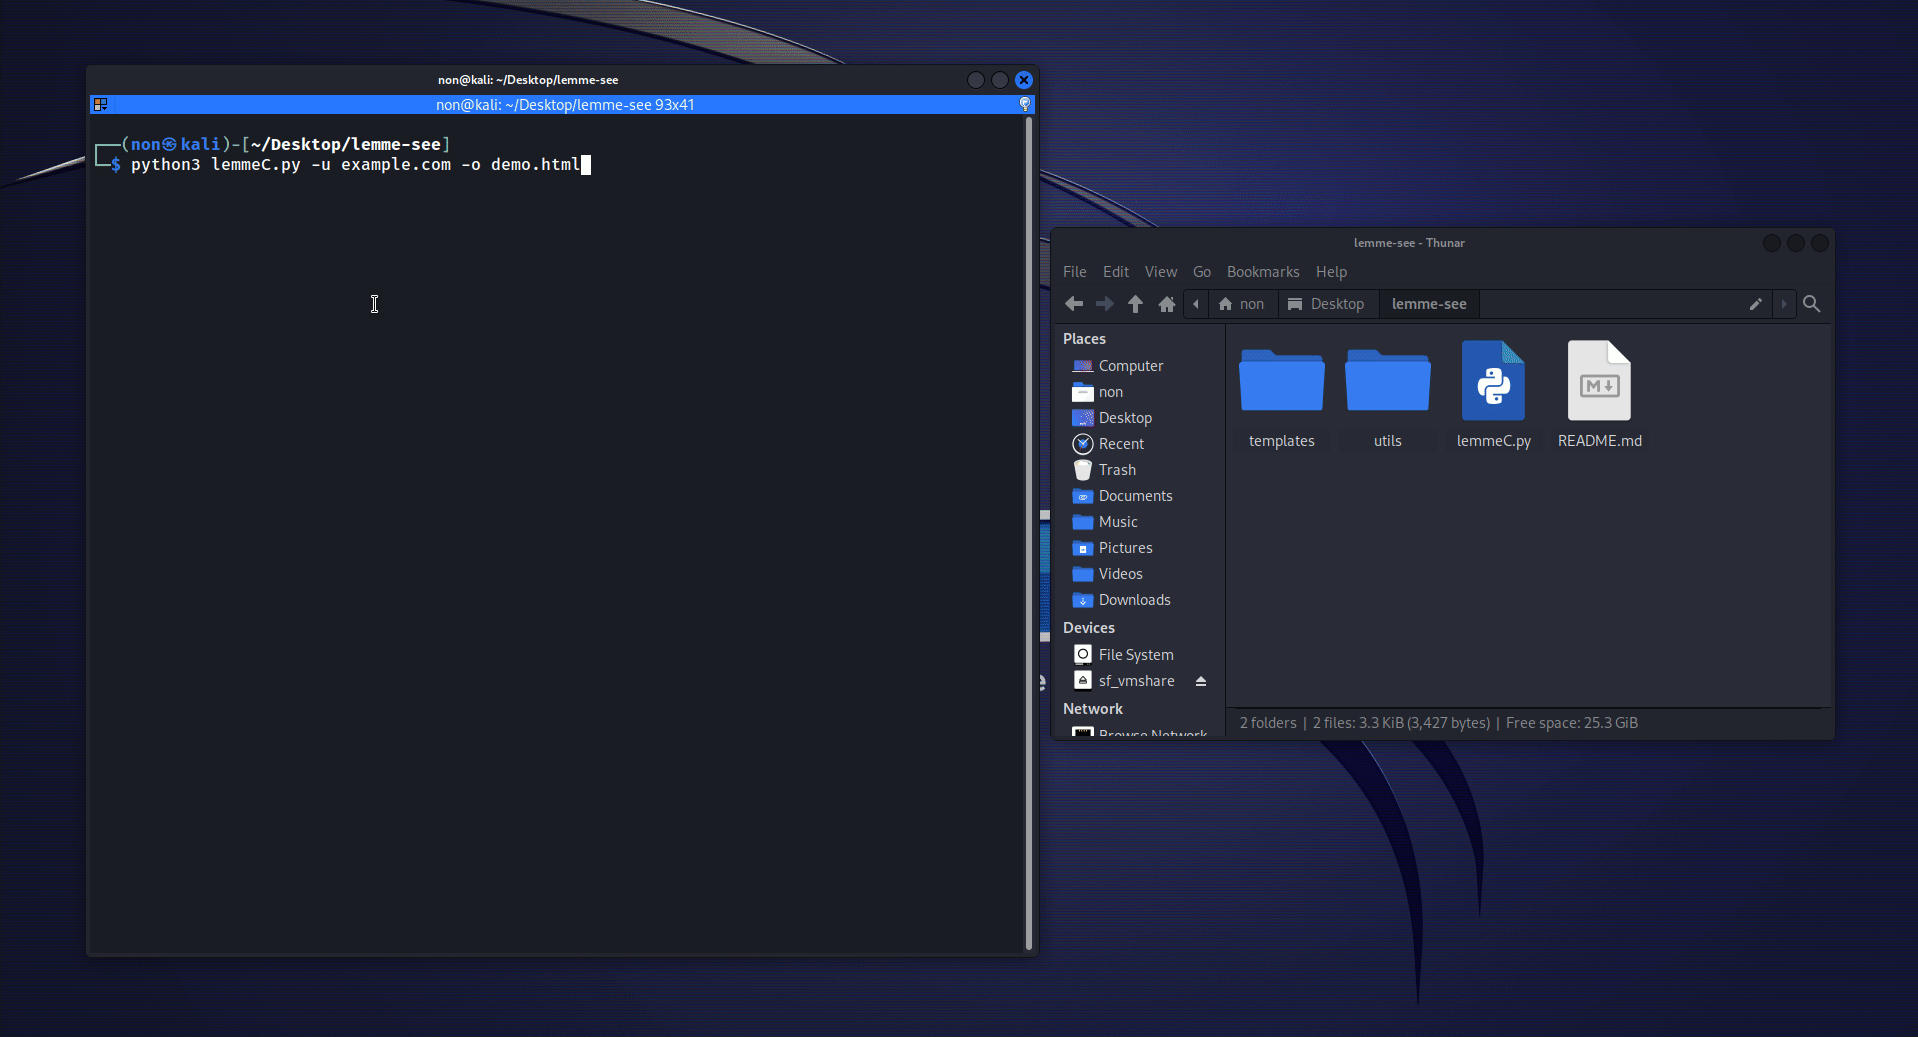 non@kali: ~/Desktop/lemme-see
non@kali: ~/Desktop/lemme-see 93x41
(non㉿kali)-[~/Desktop/lemme-see]
$ python3 lemmeC.py -u example.com -o demo.html
lemme-see - Thunar
File Edit View Go Bookmarks Help
non Desktop lemme-see
Places
Computer
non
Desktop
Recent
Trash
Documents
Music
Pictures
Videos
Downloads
Devices
File System
sf_vmshare
Network
Browse Network
templates utils lemmeC.py README.md
2 folders | 2 files: 3.3 KiB (3,427 bytes) | Free space: 25.3 GiB